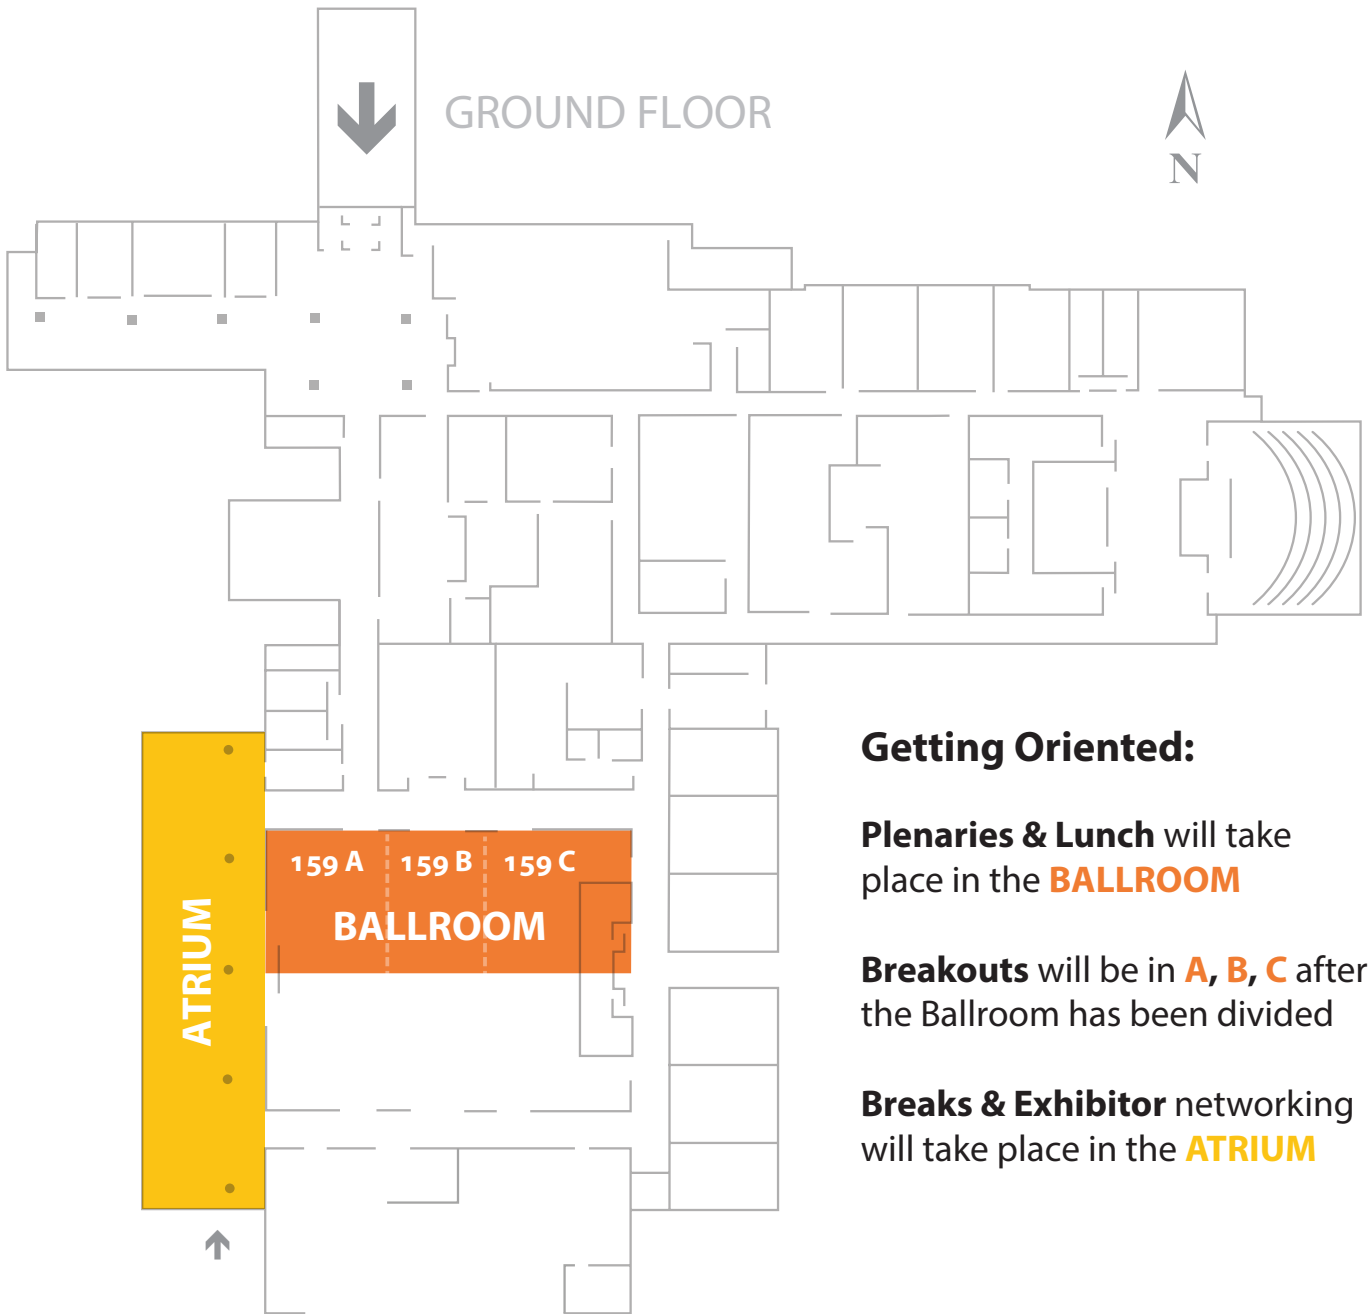 GROUND FLOOR
N
159 A
159 B
159 C
BALLROOM
ATRIUM
Getting Oriented:
Plenaries & Lunch will take
place in the BALLROOM
Breakouts will be in A, B, C after
the Ballroom has been divided
Breaks & Exhibitor networking
will take place in the ATRIUM